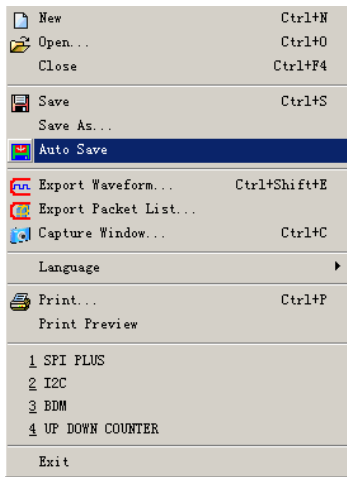 New Ctrl+N
Open... Ctrl+O
Close Ctrl+F4
Save Ctrl+S
Save As...
Auto Save
Export Waveform... Ctrl+Shift+E
Export Packet List...
Capture Window... Ctrl+C
Language
Print... Ctrl+P
Print Preview
1 SPI PLUS
2 I2C
3 BDM
4 UP DOWN COUNTER
Exit